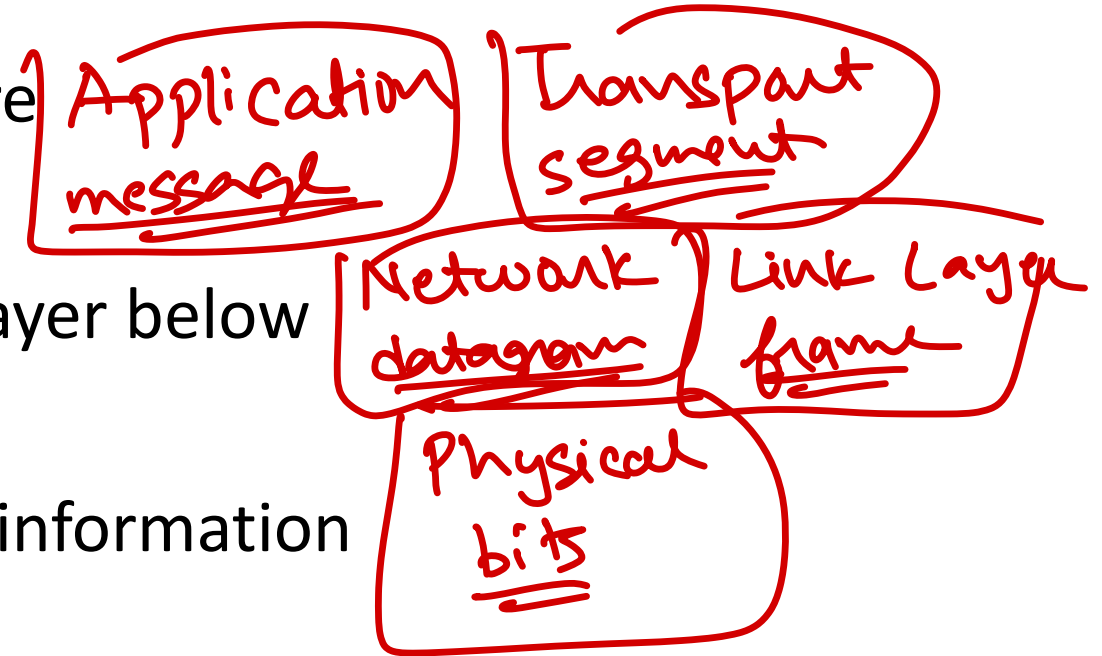 re Application Transport
message segment
Network Link Layer
ayer below
datagram frame
Physical
information
bits